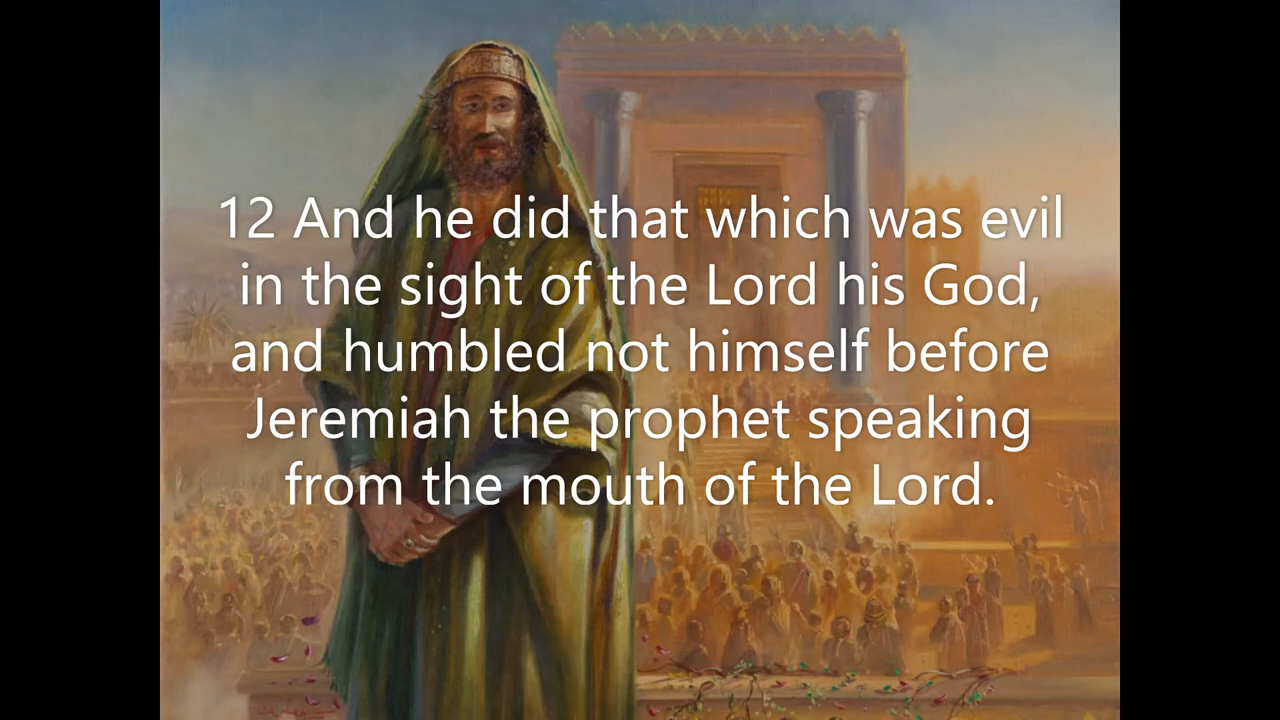 12 And he did that which was evil
in the sight of the Lord his God,
and humbled not himself before
Jeremiah the prophet speaking
from the mouth of the Lord.